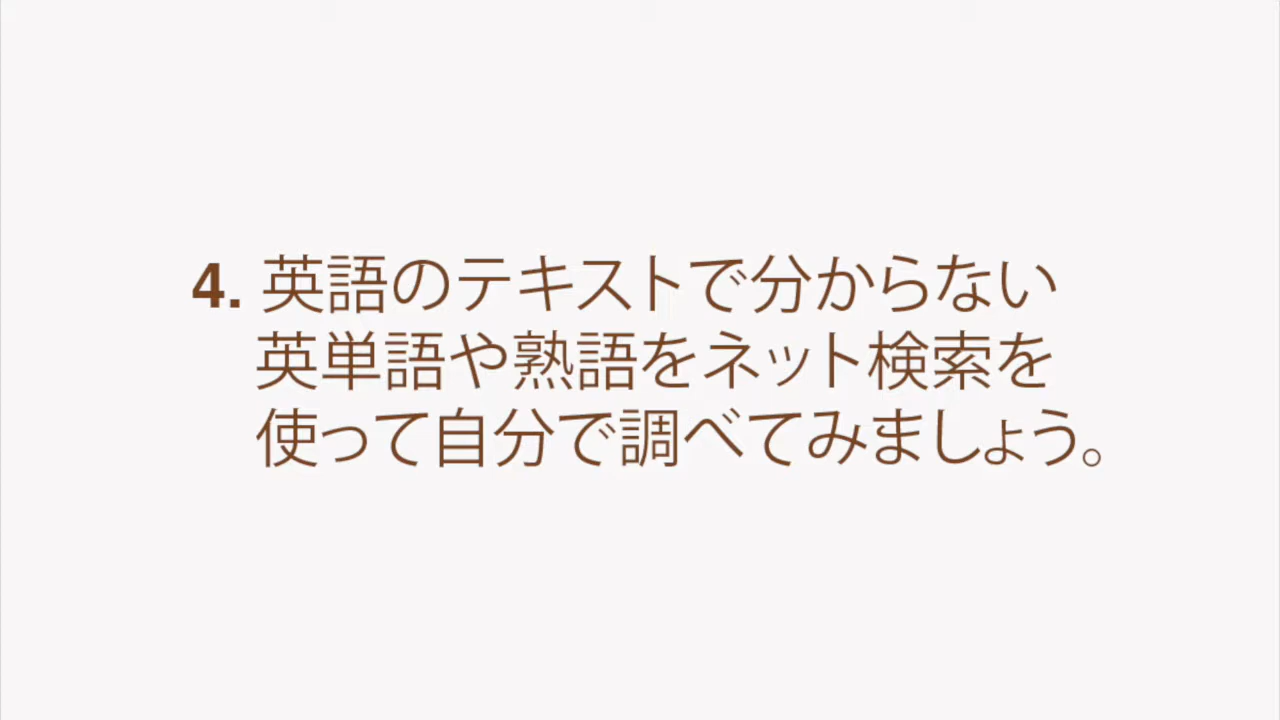 4. 英語のテキストで分からない
英単語や熟語をネット検索を
使って自分で調べてみましょう。